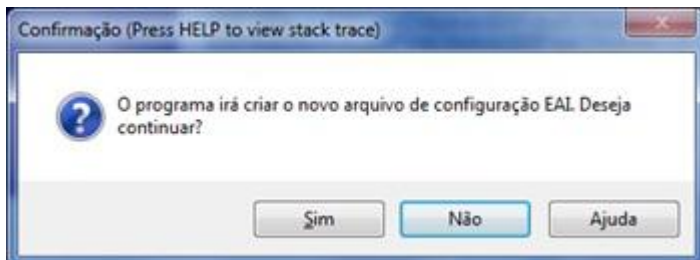 Confirmação (Press HELP to view stack trace)
O programa irá criar o novo arquivo de configuração EAI. Deseja
continuar?
Sim Não Ajuda